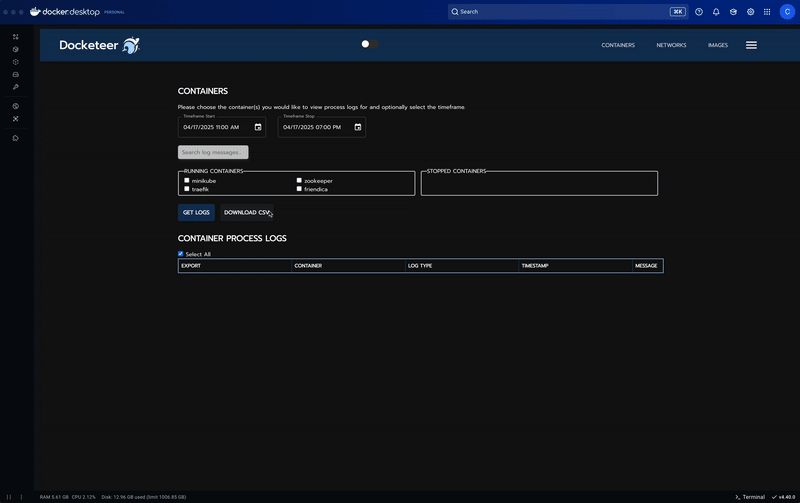 docker.desktop PERSONAL
Search
⌘K
C
Docketeer
CONTAINERS
NETWORKS
IMAGES
CONTAINERS
Please choose the container(s) you would like to view process logs for and optionally select the timeframe.
Timeframe Start
04/17/2025 11:00 AM
Timeframe Stop
04/17/2025 07:00 PM
Search log messages...
RUNNING CONTAINERS
minikube
zookeeper
traefik
friendica
STOPPED CONTAINERS
GET LOGS
DOWNLOAD CSV
CONTAINER PROCESS LOGS
Select All
EXPORT
CONTAINER
LOG TYPE
TIMESTAMP
MESSAGE
RAM 5.61 GB CPU 2.12% Disk: 12.96 GB used (limit 1006.85 GB)
Terminal
v4.40.0